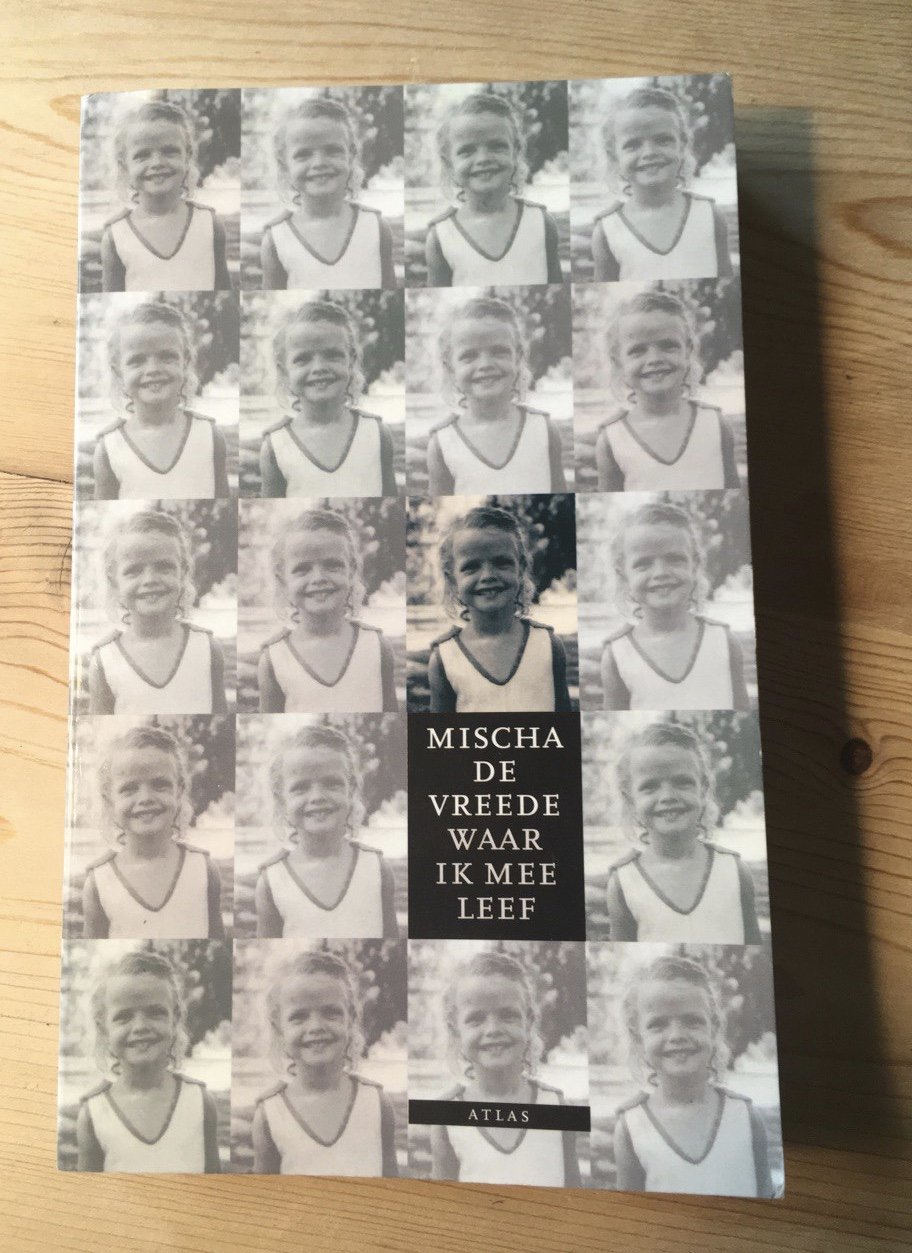 MISCHA
DE
VREEDE
WAAR
IK MEE
LEEF
ATLAS